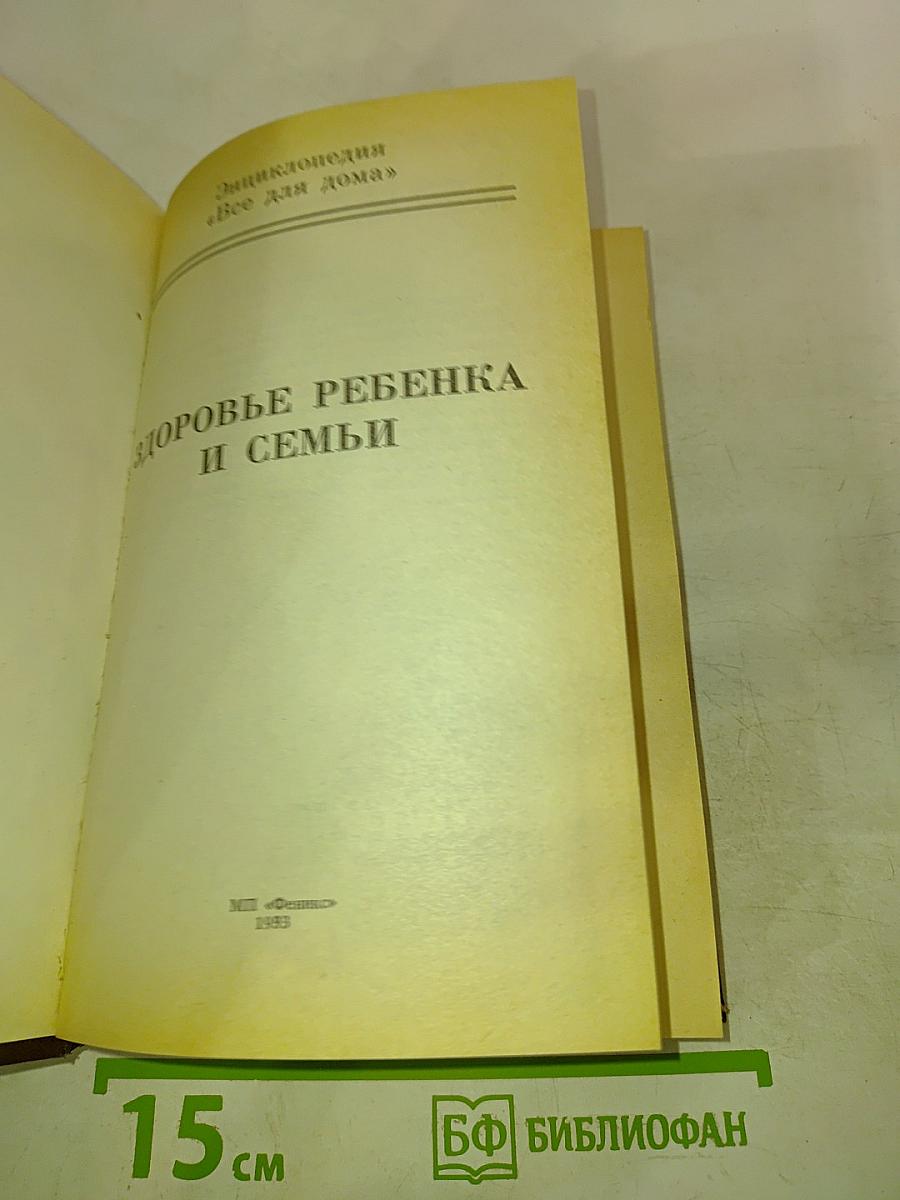 Энциклопедия
«Все для дома»
ЗДОРОВЬЕ РЕБЕНКА
И СЕМЬИ
МП «Феникс»
1993
15 см
БФ БИБЛИОФАН